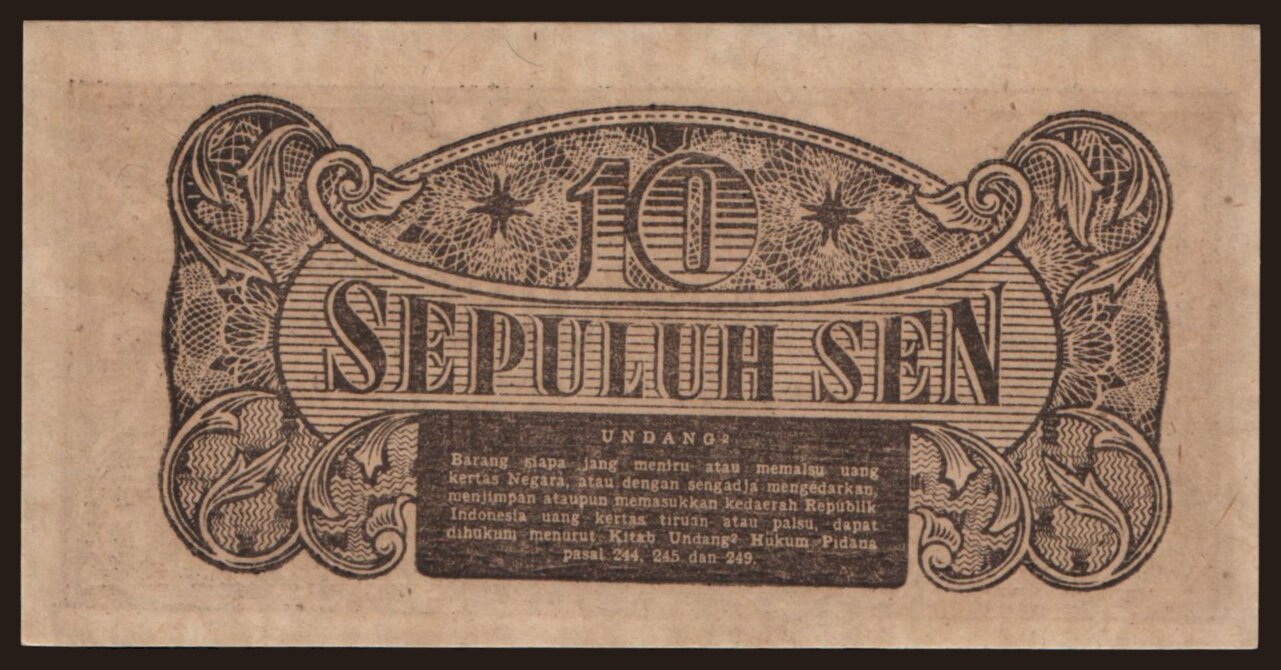 10
SEPULUH SEN
UNDANG²
Barang siapa jang meniru atau memalsu uang
kertas Negara, atau dengan sengadja mengedarkan,
menjimpan ataupun memasukkan kedaerah Republik
Indonesia uang kertas tiruan atau palsu, dapat
dihukum menurut Kitab Undang² Hukum Pidana
pasal 244, 245 dan 249.